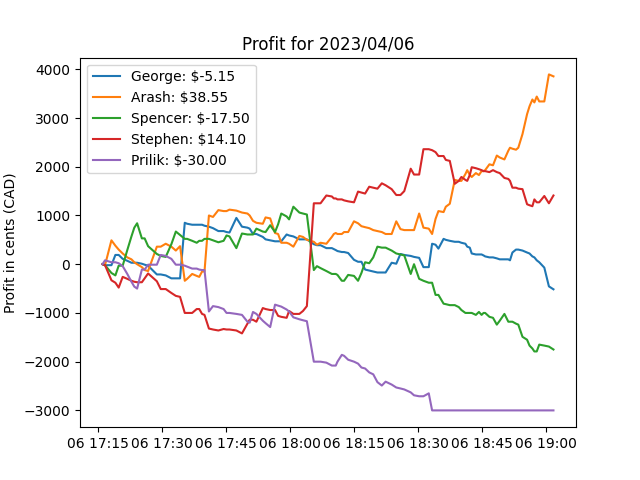 Profit for 2023/04/06
George: $-5.15
Arash: $38.55
Spencer: $-17.50
Stephen: $14.10
Prilik: $-30.00
Profit in cents (CAD)
4000
3000
2000
1000
0
−1000
−2000
−3000
06 17:15 06 17:30 06 17:45 06 18:00 06 18:15 06 18:30 06 18:45 06 19:00